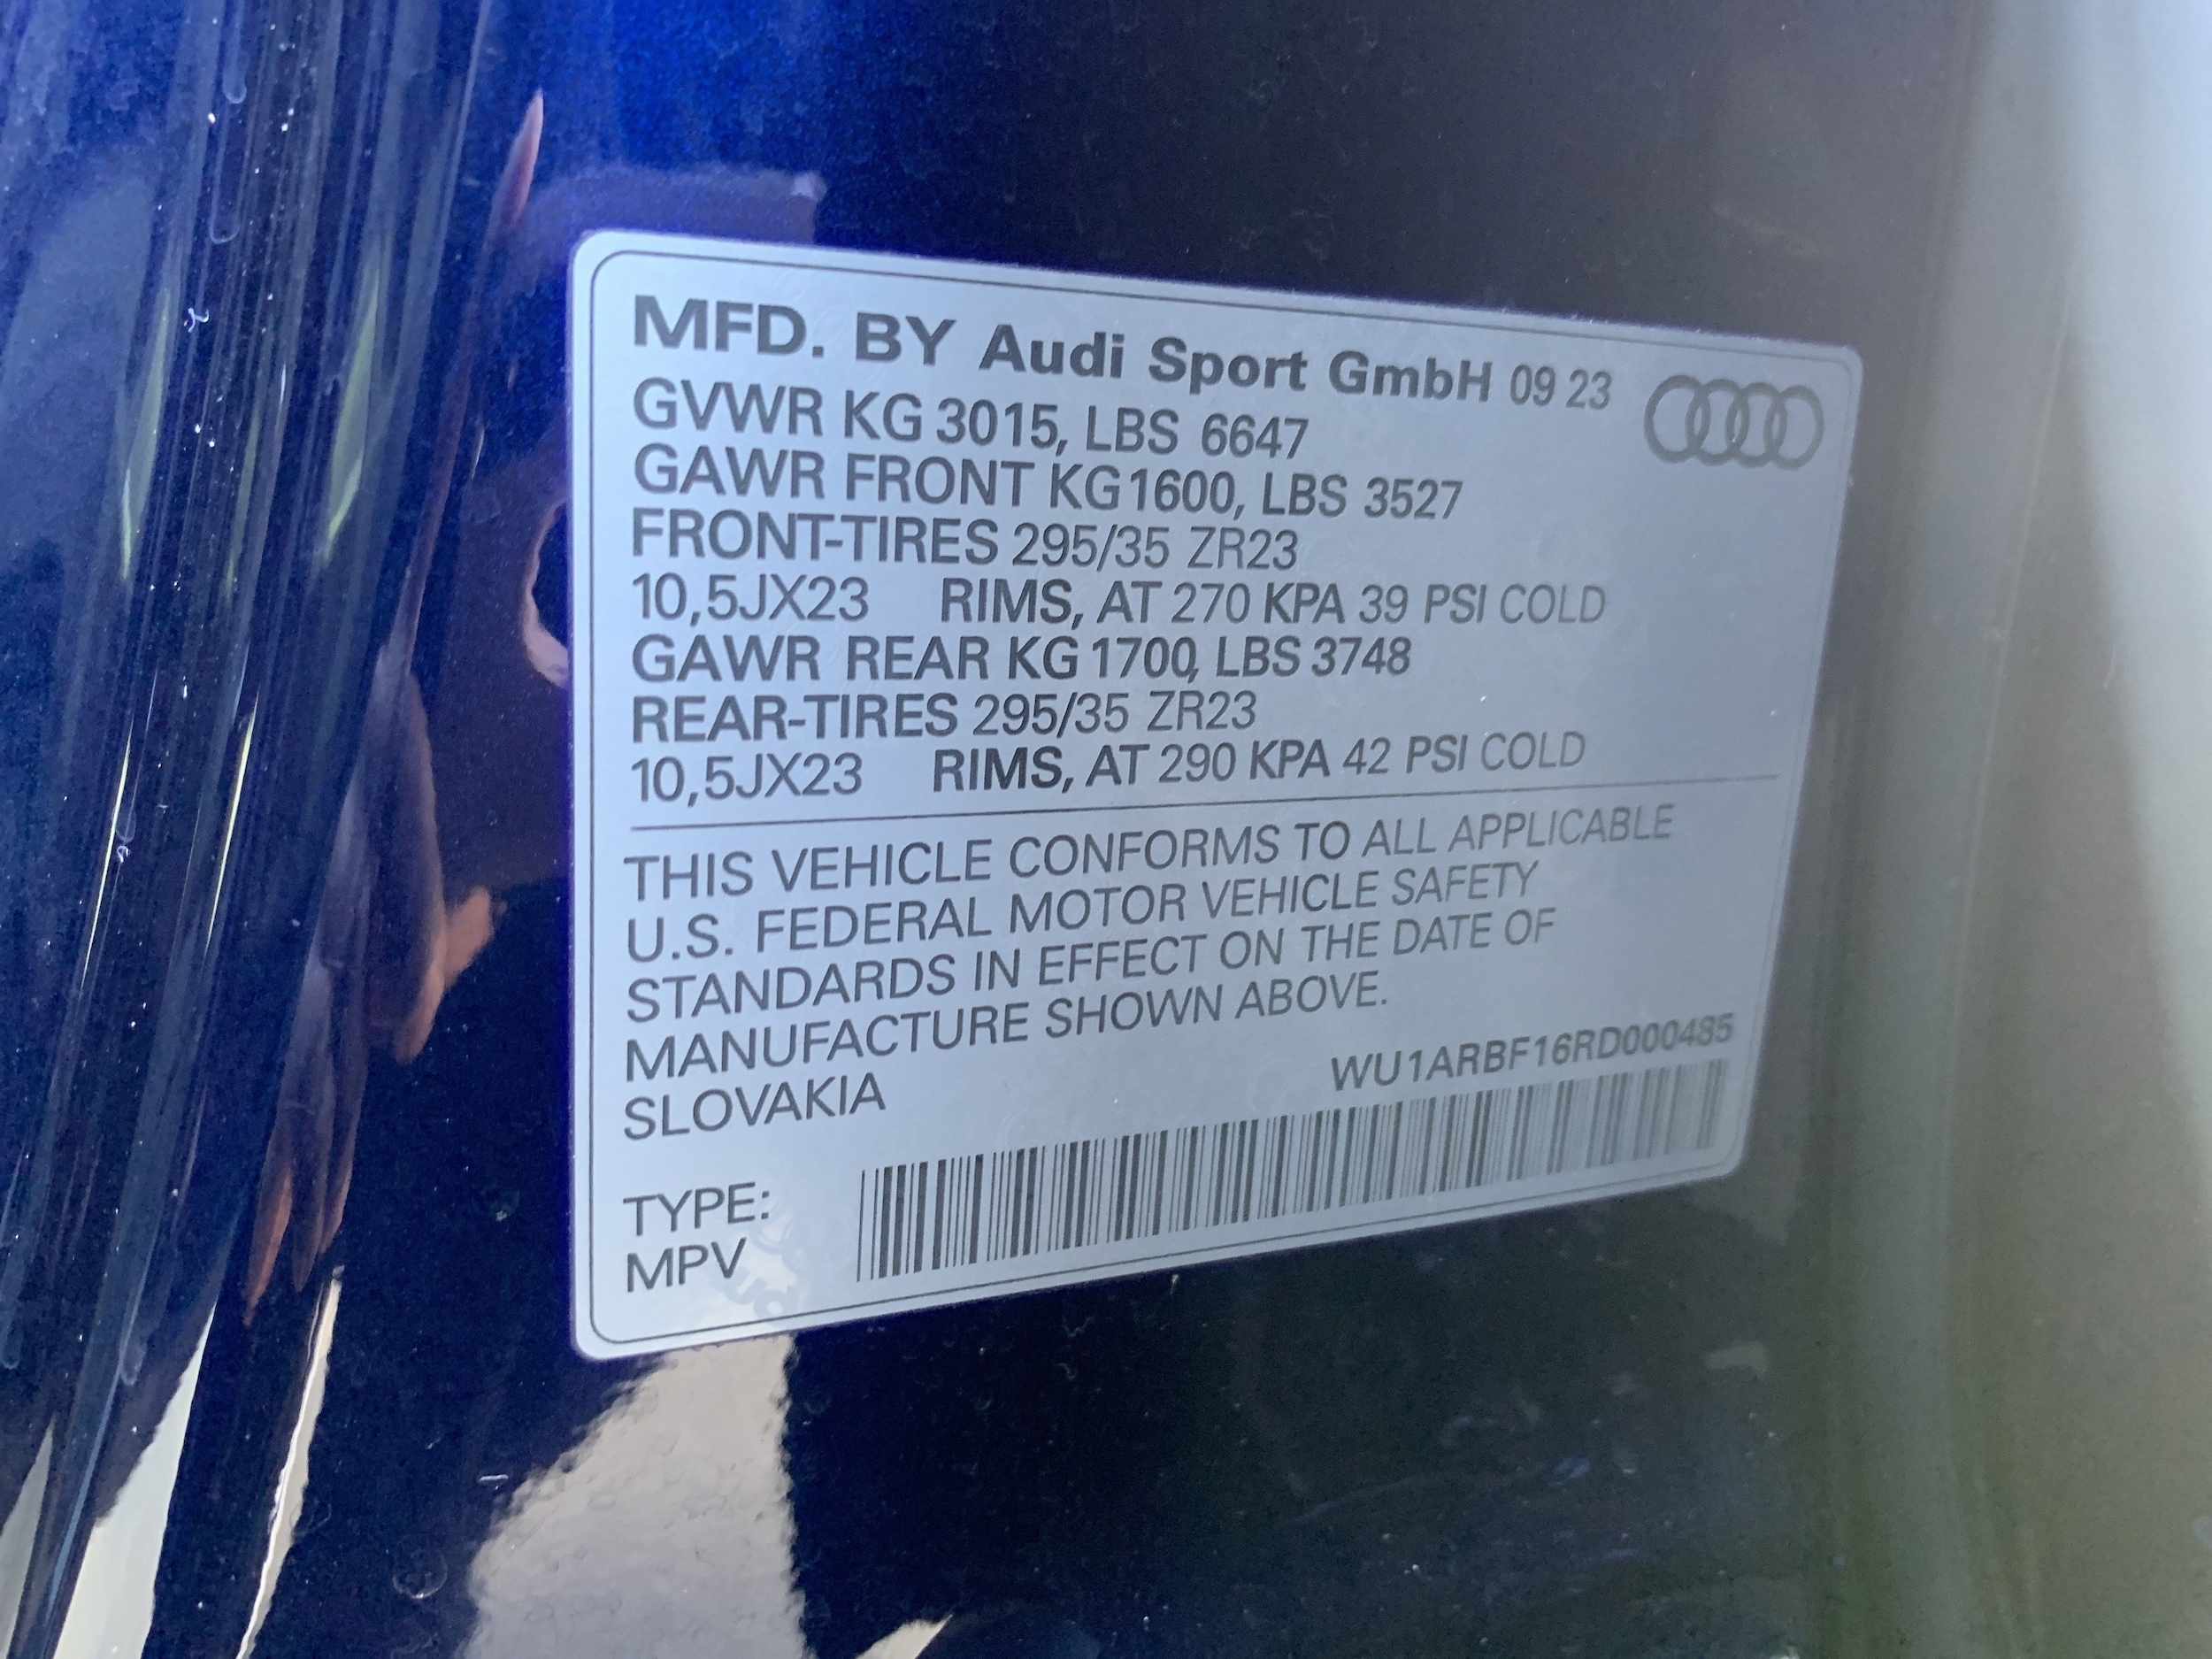 MFD. BY Audi Sport GmbH 09 23
GVWR KG 3015, LBS 6647
GAWR FRONT KG 1600, LBS 3527
FRONT-TIRES 295/35 ZR23
10,5JX23 RIMS, AT 270 KPA 39 PSI COLD
GAWR REAR KG 1700, LBS 3748
REAR-TIRES 295/35 ZR23
10,5JX23 RIMS, AT 290 KPA 42 PSI COLD
THIS VEHICLE CONFORMS TO ALL APPLICABLE
U.S. FEDERAL MOTOR VEHICLE SAFETY
STANDARDS IN EFFECT ON THE DATE OF
MANUFACTURE SHOWN ABOVE.
SLOVAKIA
WU1ARBF16RD000485
TYPE:
MPV